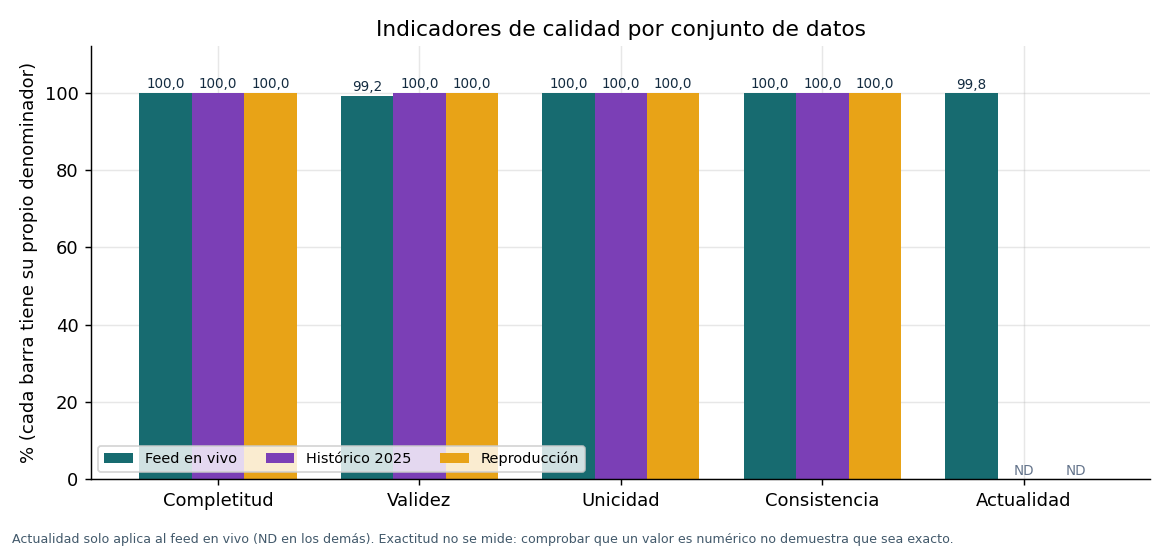 Indicadores de calidad por conjunto de datos
% (cada barra tiene su propio denominador)
100
80
60
40
20
0
100,0 100,0 100,0
99,2 100,0 100,0
100,0 100,0 100,0
100,0 100,0 100,0
99,8
ND ND
Feed en vivo Histórico 2025 Reproducción
Completitud Validez Unicidad Consistencia Actualidad
Actualidad solo aplica al feed en vivo (ND en los demás). Exactitud no se mide: comprobar que un valor es numérico no demuestra que sea exacto.